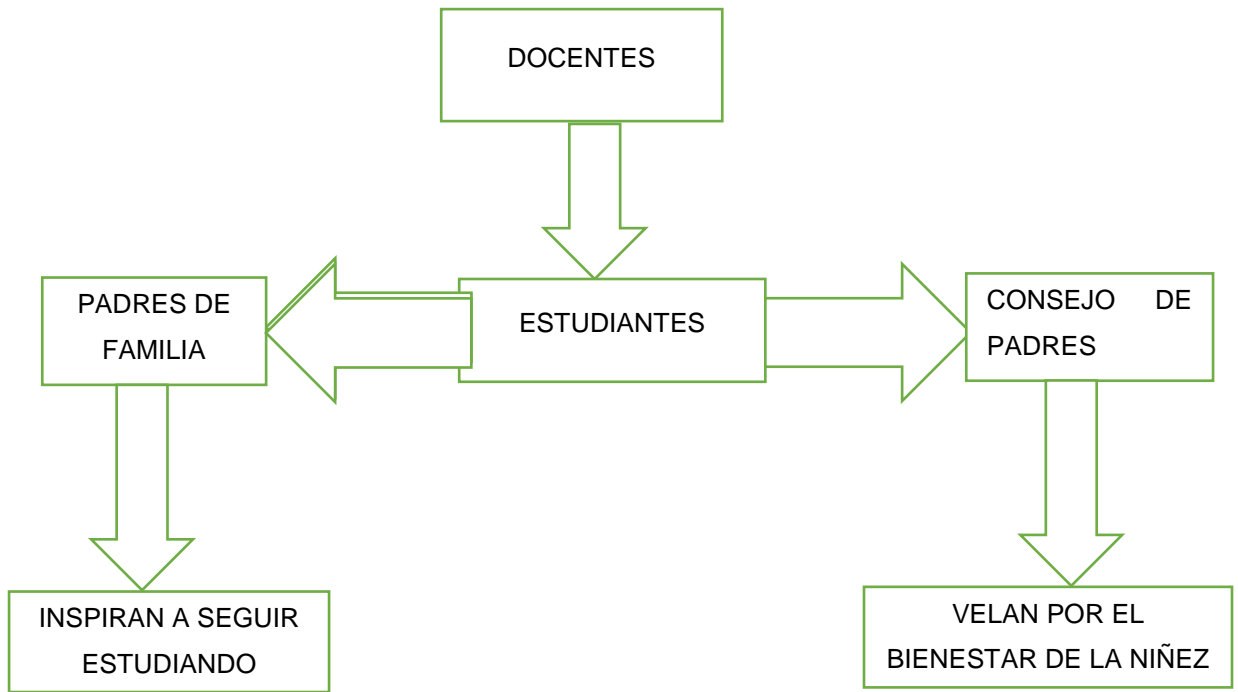 DOCENTES
ESTUDIANTES
PADRES DE
FAMILIA
CONSEJO DE
PADRES
INSPIRAN A SEGUIR
ESTUDIANDO
VELAN POR EL
BIENESTAR DE LA NIÑEZ